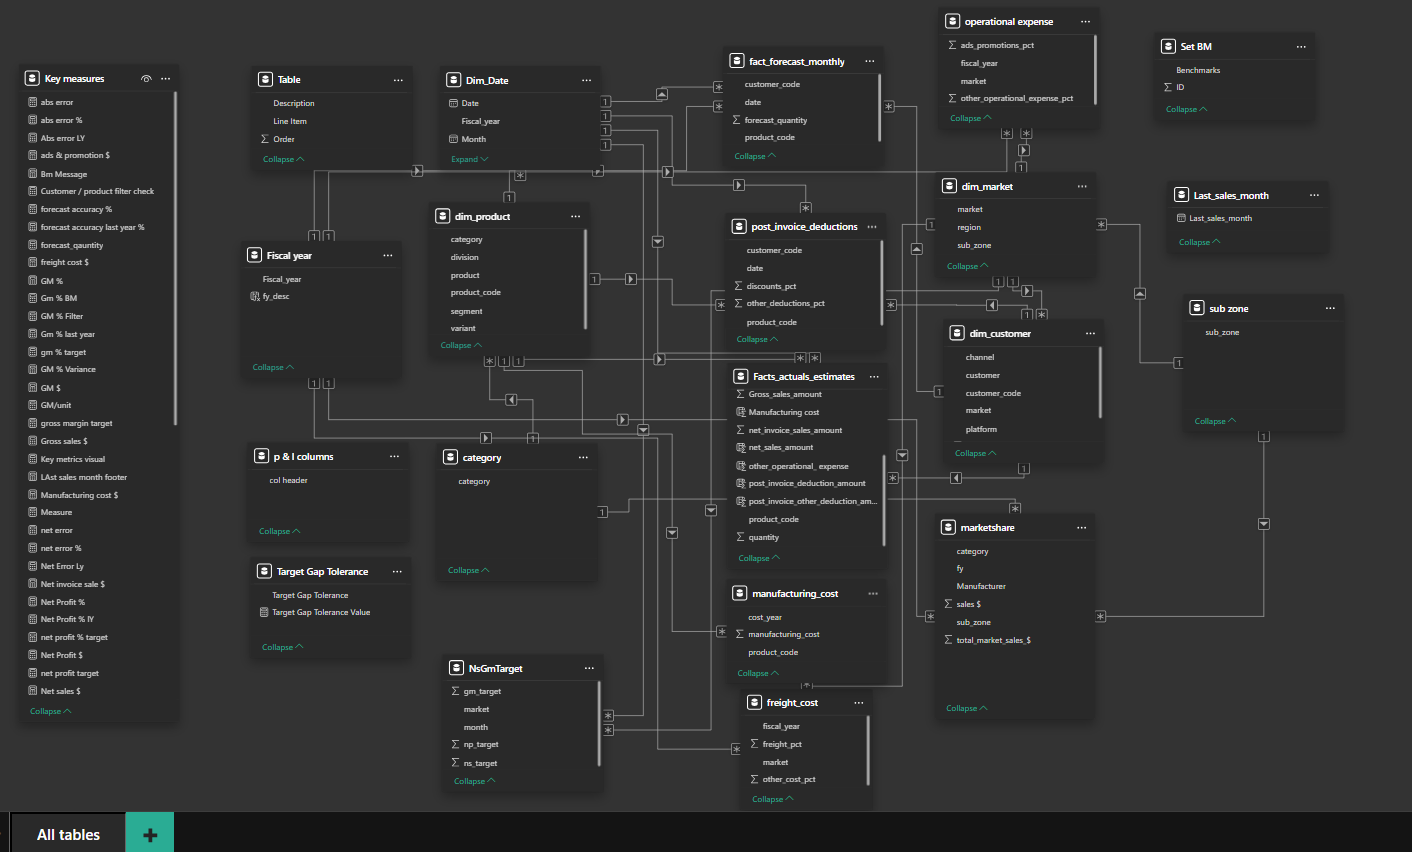 Key measures
abs error
abs error %
Abs error LY
ads & promotion $
Bm Message
Customer / product filter check
forecast accuracy %
forecast accuracy last year %
forecast_qauntity
freight cost $
GM %
Gm % BM
GM % Filter
Gm % last year
gm % target
GM % Variance
GM $
GM/unit
gross margin target
Gross sales $
Key metrics visual
LAst sales month footer
Manufacturing cost $
Measure
net error
net error %
Net Error Ly
Net invoice sale $
Net Profit %
Net Profit % lY
net profit % target
Net Profit $
net profit target
Net sales $
Collapse
Table
Description
Line Item
Order
Collapse
Dim_Date
Date
Fiscal_year
Month
Expand
fact_forecast_monthly
customer_code
date
forecast_quantity
product_code
Collapse
operational expense
ads_promotions_pct
fiscal_year
market
other_operational_expense_pct
Collapse
Set BM
Benchmarks
ID
Collapse
dim_product
category
division
product
product_code
segment
variant
Collapse
Fiscal year
Fiscal_year
fy_desc
Collapse
post_invoice_deductions
customer_code
date
discounts_pct
other_deductions_pct
product_code
Collapse
dim_market
market
region
sub_zone
Collapse
Last_sales_month
Last_sales_month
Collapse
dim_customer
channel
customer
customer_code
market
platform
Collapse
sub zone
sub_zone
Collapse
Facts_actuals_estimates
Gross_sales_amount
Manufacturing cost
net_invoice_sales_amount
net_sales_amount
other_operational_ expense
post_invoice_deduction_amount
post_invoice_other_deduction_am...
product_code
quantity
Collapse
p & l columns
col header
Collapse
category
category
Collapse
Target Gap Tolerance
Target Gap Tolerance
Target Gap Tolerance Value
Collapse
marketshare
category
fy
Manufacturer
sales $
sub_zone
total_market_sales_$
Collapse
manufacturing_cost
cost_year
manufacturing_cost
product_code
Collapse
NsGmTarget
gm_target
market
month
np_target
ns_target
Collapse
freight_cost
fiscal_year
freight_pct
market
other_cost_pct
Collapse
All tables